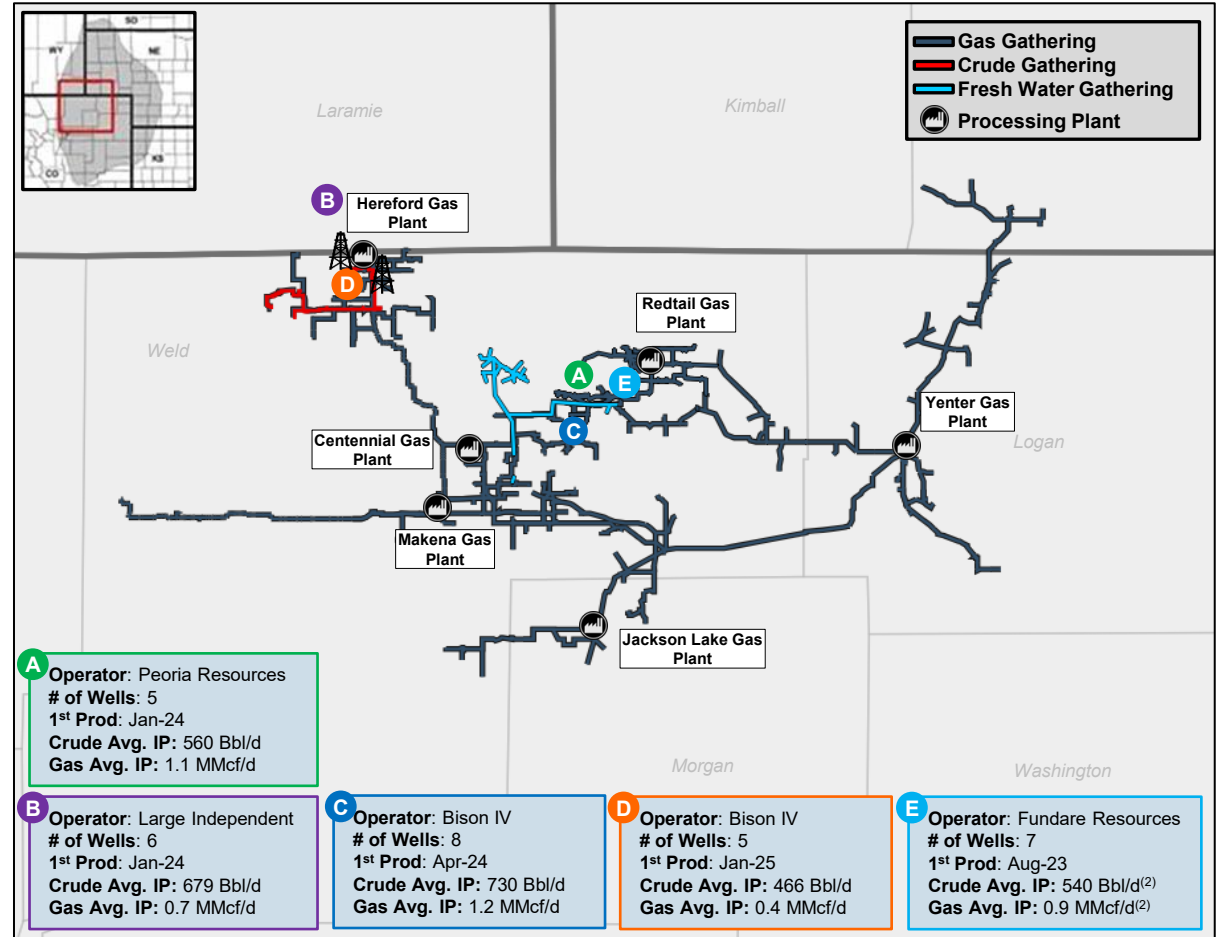 SD
WY
NE
CO
KS
Gas Gathering
Crude Gathering
Fresh Water Gathering
Processing Plant
Laramie
Kimball
B
Hereford Gas
Plant
D
Weld
Redtail Gas
Plant
A
E
C
Yenter Gas
Plant
Logan
Centennial Gas
Plant
Makena Gas
Plant
Jackson Lake Gas
Plant
Morgan
Washington
A
Operator: Peoria Resources
# of Wells: 5
1st Prod: Jan-24
Crude Avg. IP: 560 Bbl/d
Gas Avg. IP: 1.1 MMcf/d
B
Operator: Large Independent
# of Wells: 6
1st Prod: Jan-24
Crude Avg. IP: 679 Bbl/d
Gas Avg. IP: 0.7 MMcf/d
C
Operator: Bison IV
# of Wells: 8
1st Prod: Apr-24
Crude Avg. IP: 730 Bbl/d
Gas Avg. IP: 1.2 MMcf/d
D
Operator: Bison IV
# of Wells: 5
1st Prod: Jan-25
Crude Avg. IP: 466 Bbl/d
Gas Avg. IP: 0.4 MMcf/d
E
Operator: Fundare Resources
# of Wells: 7
1st Prod: Aug-23
Crude Avg. IP: 540 Bbl/d(2)
Gas Avg. IP: 0.9 MMcf/d(2)